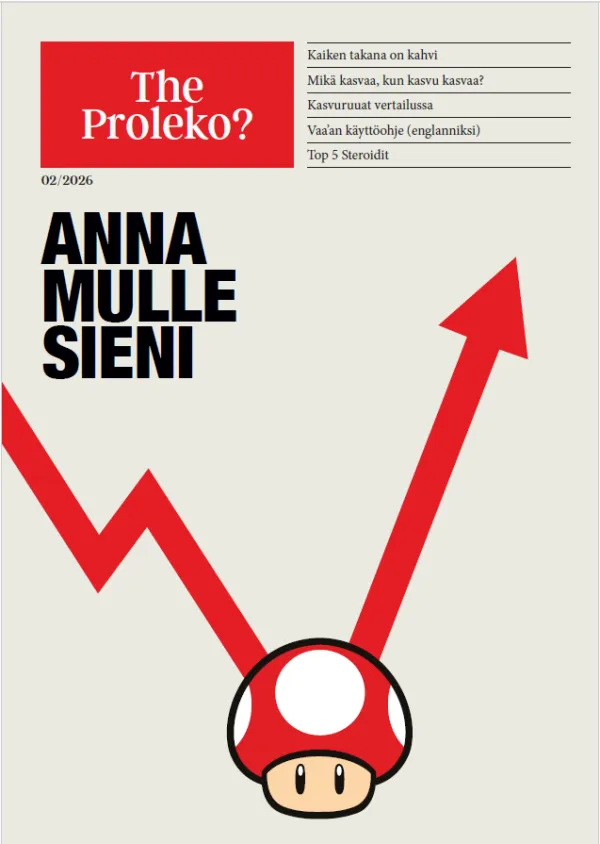 The
Proleko?
Kaiken takana on kahvi
Mikä kasvaa, kun kasvu kasvaa?
Kasvuruuat vertailussa
Vaa'an käyttöohje (englanniksi)
Top 5 Steroidit
02/2026
ANNA
MULLE
SIENI